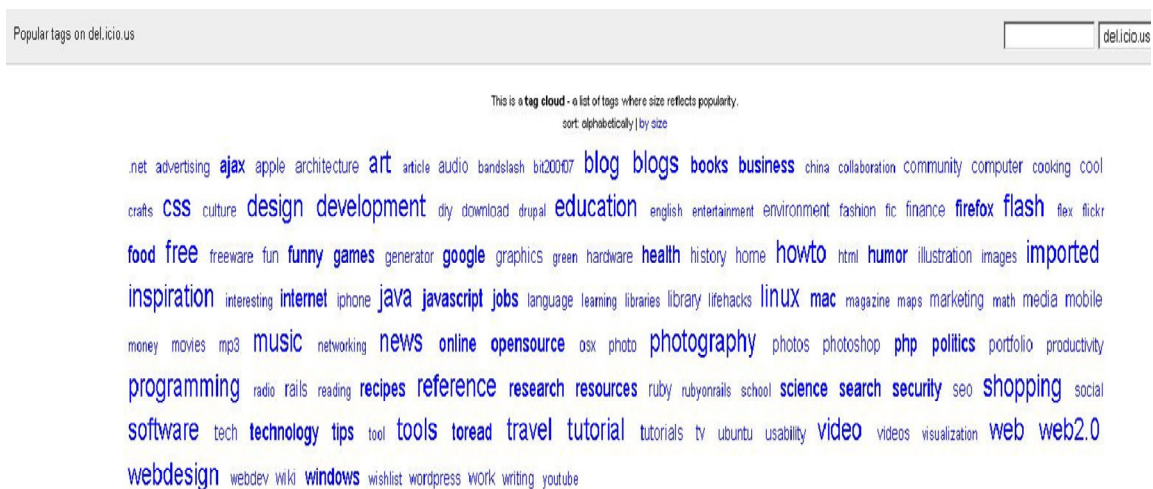 Popular tags on del.icio.us del.icio.us
This is a tag cloud - a list of tags where size reflects popularity.
sort: alphabetically | by size
.net advertising ajax apple architecture art article audio bandslash bit200f07 blog blogs books business china collaboration community computer cooking cool
crafts css culture design development diy download drupal education english entertainment environment fashion fic finance firefox flash flex flickr
food free freeware fun funny games generator google graphics green hardware health history home howto html humor illustration images imported
inspiration interesting internet iphone java javascript jobs language learning libraries library lifehacks linux mac magazine maps marketing math media mobile
money movies mp3 music networking news online opensource osx photo photography photos photoshop php politics portfolio productivity
programming radio rails reading recipes reference research resources ruby rubyonrails school science search security seo shopping social
software tech technology tips tool tools toread travel tutorial tutorials tv ubuntu usability video videos visualization web web2.0
webdesign webdev wiki windows wishlist wordpress work writing youtube